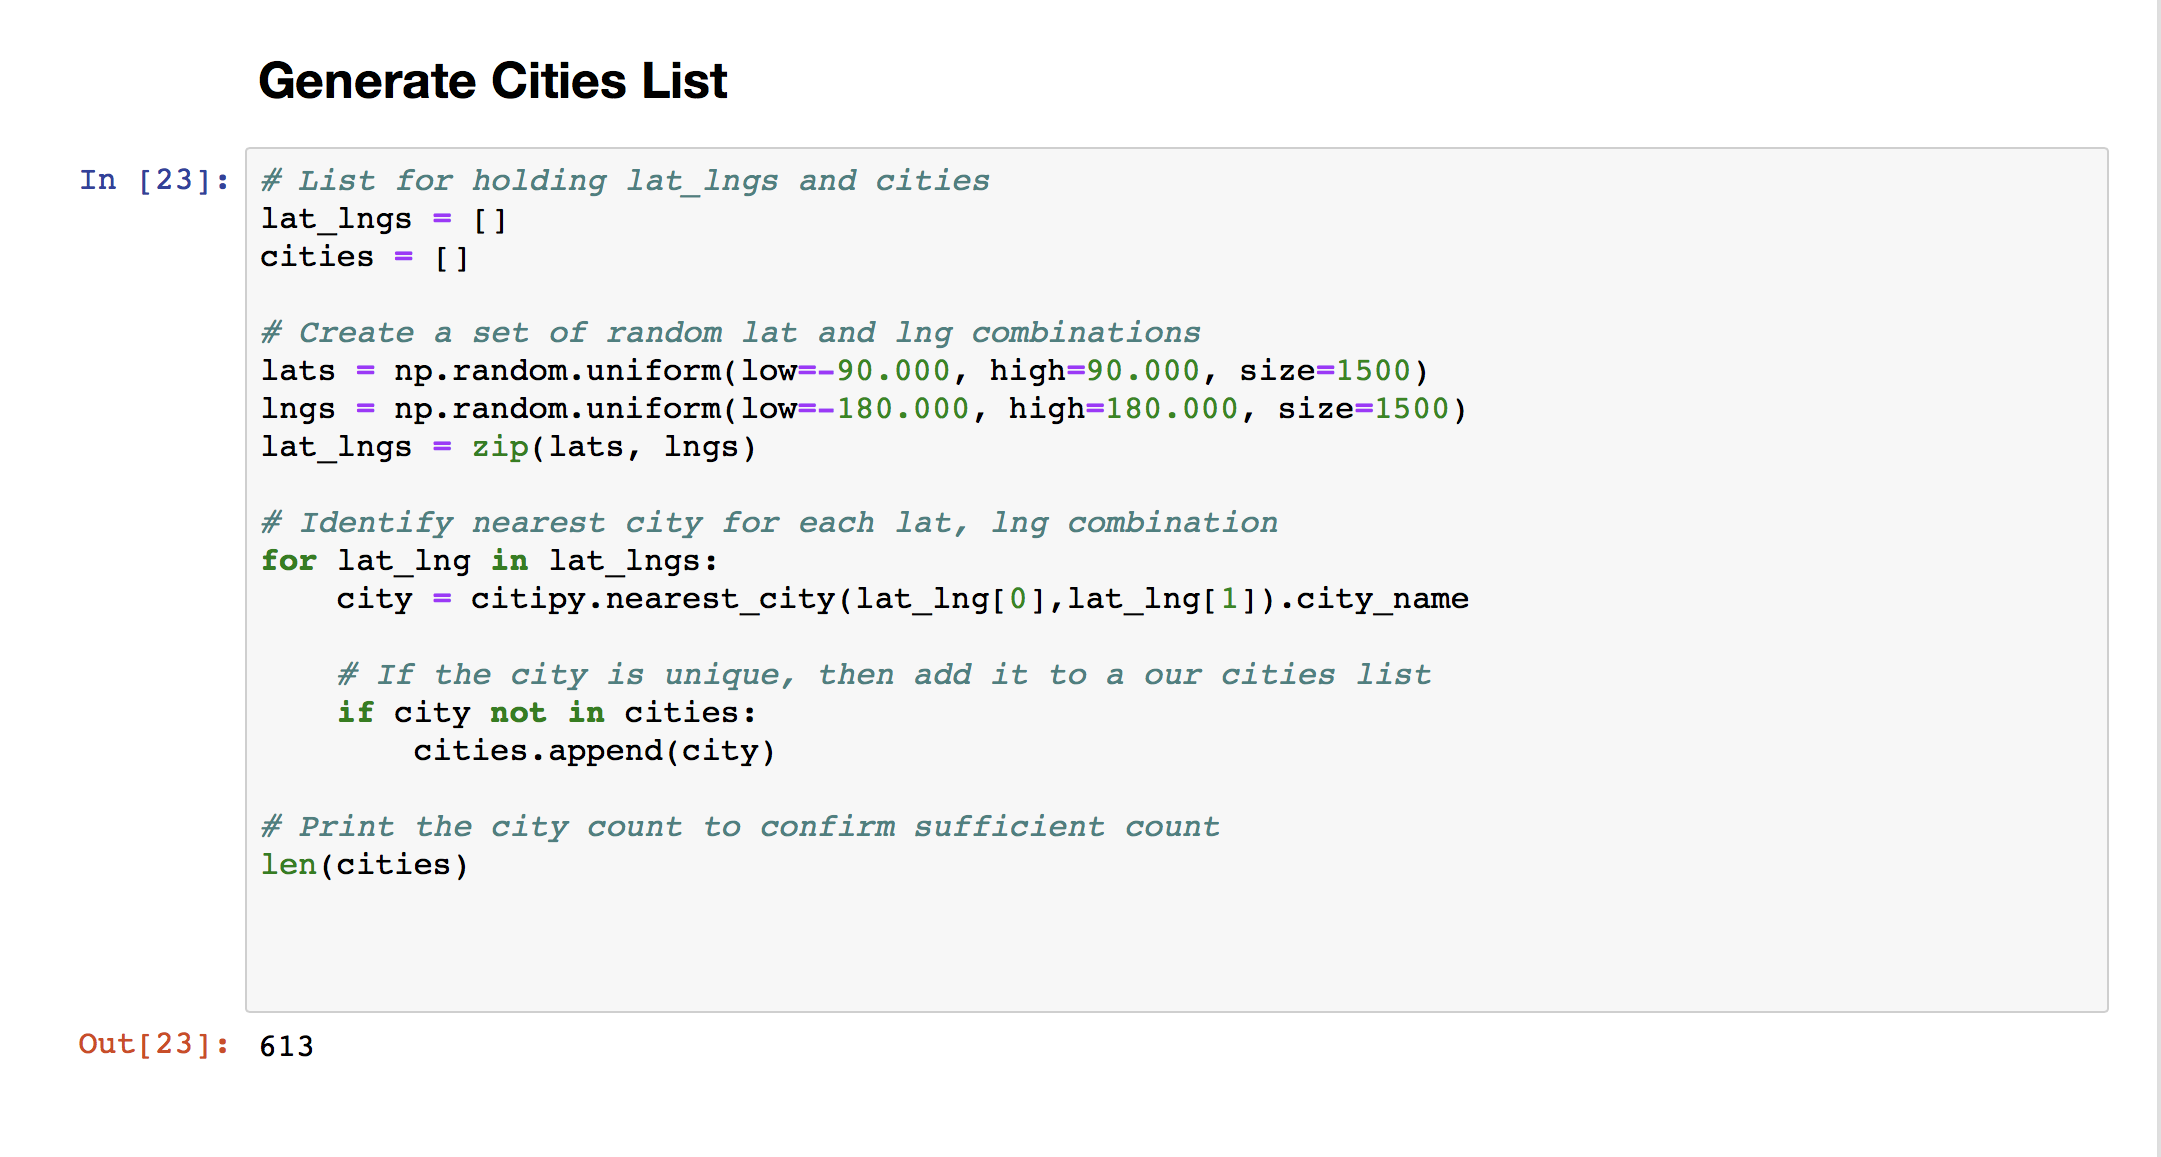 Generate Cities List
In [23]:
# List for holding lat_lngs and cities
lat_lngs = []
cities = []
# Create a set of random lat and lng combinations
lats = np.random.uniform(low=-90.000, high=90.000, size=1500)
lngs = np.random.uniform(low=-180.000, high=180.000, size=1500)
lat_lngs = zip(lats, lngs)
# Identify nearest city for each lat, lng combination
for lat_lng in lat_lngs:
    city = citipy.nearest_city(lat_lng[0],lat_lng[1]).city_name
    # If the city is unique, then add it to a our cities list
    if city not in cities:
        cities.append(city)
# Print the city count to confirm sufficient count
len(cities)
Out[23]: 613